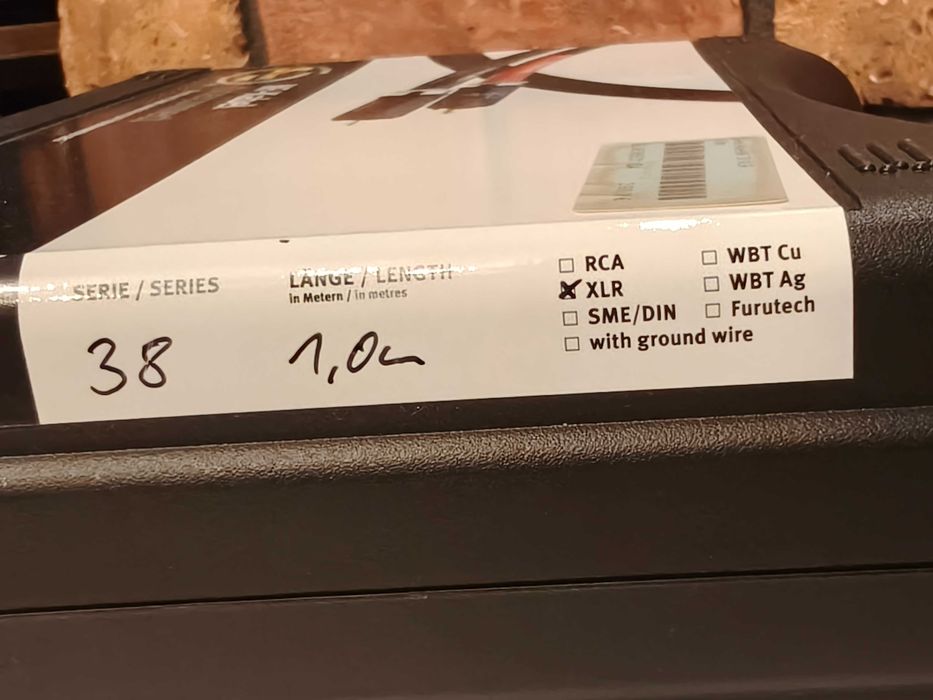 SERIE / SERIES
38
LÄNGE / LENGTH
in Metern / in metres
1,0m
RCA
XLR
SME/DIN
with ground wire
WBT Cu
WBT Ag
Furutech